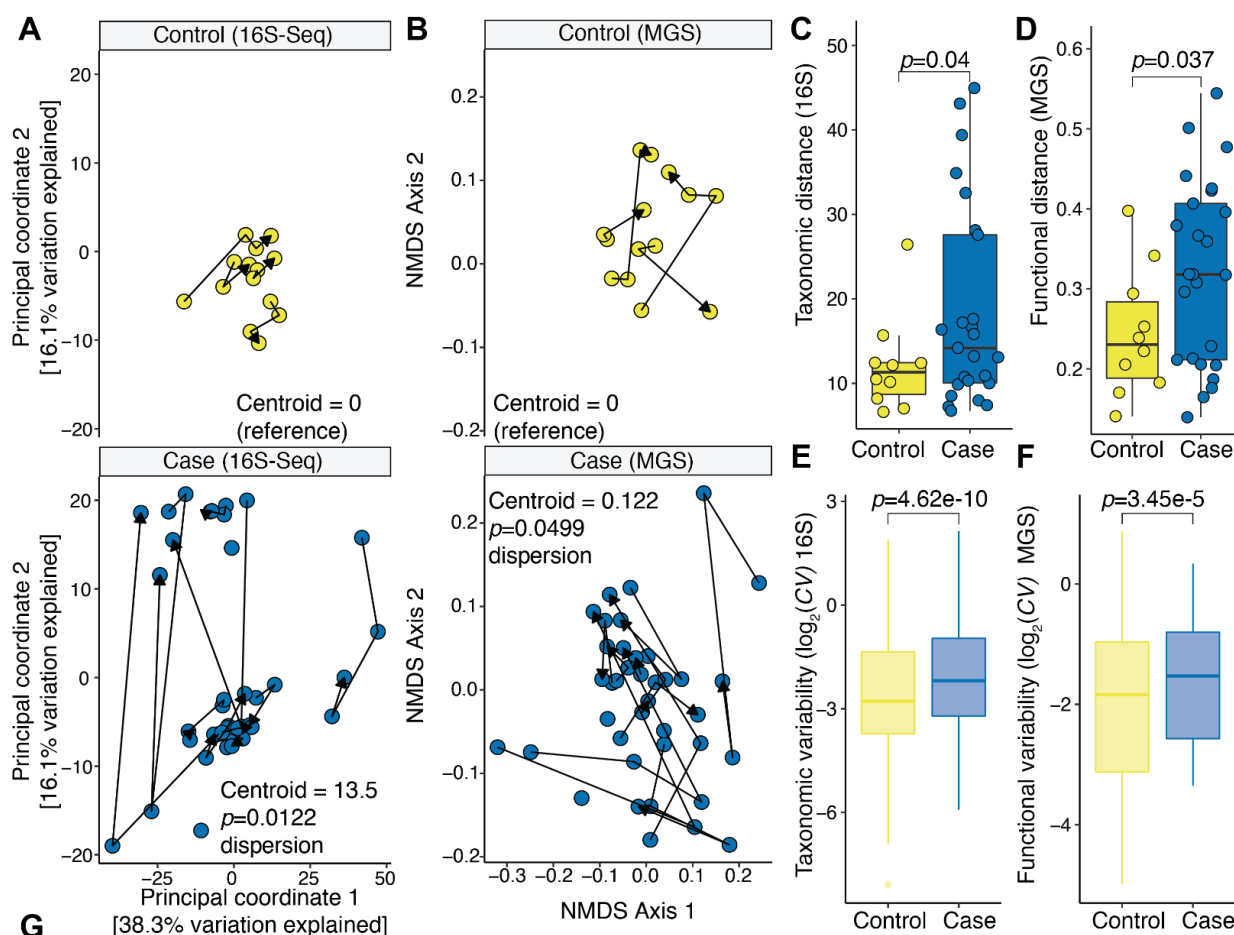 A
Control (16S-Seq)
20
10
0
−10
−20
Principal coordinate 2
[16.1% variation explained]
Centroid = 0
(reference)
Case (16S-Seq)
20
10
0
−10
−20
Principal coordinate 2
[16.1% variation explained]
Centroid = 13.5
p=0.0122
dispersion
−25
0
25
50
Principal coordinate 1
[38.3% variation explained]
B
Control (MGS)
0.2
0.1
0.0
−0.1
−0.2
NMDS Axis 2
Centroid = 0
(reference)
Case (MGS)
Centroid = 0.122
p=0.0499
dispersion
0.2
0.1
0.0
−0.1
−0.2
NMDS Axis 2
−0.3
−0.2
−0.1
0.0
0.1
0.2
NMDS Axis 1
C
Taxonomic distance (16S)
50
40
30
20
10
p=0.04
Control
Case
D
Functional distance (MGS)
0.6
0.5
0.4
0.3
0.2
p=0.037
Control
Case
E
Taxonomic variability (log2(CV) 16S
3
0
−3
−6
p=4.62e-10
Control
Case
F
Functional variability (log2(CV) MGS
0
−2
−4
p=3.45e-5
Control
Case
G